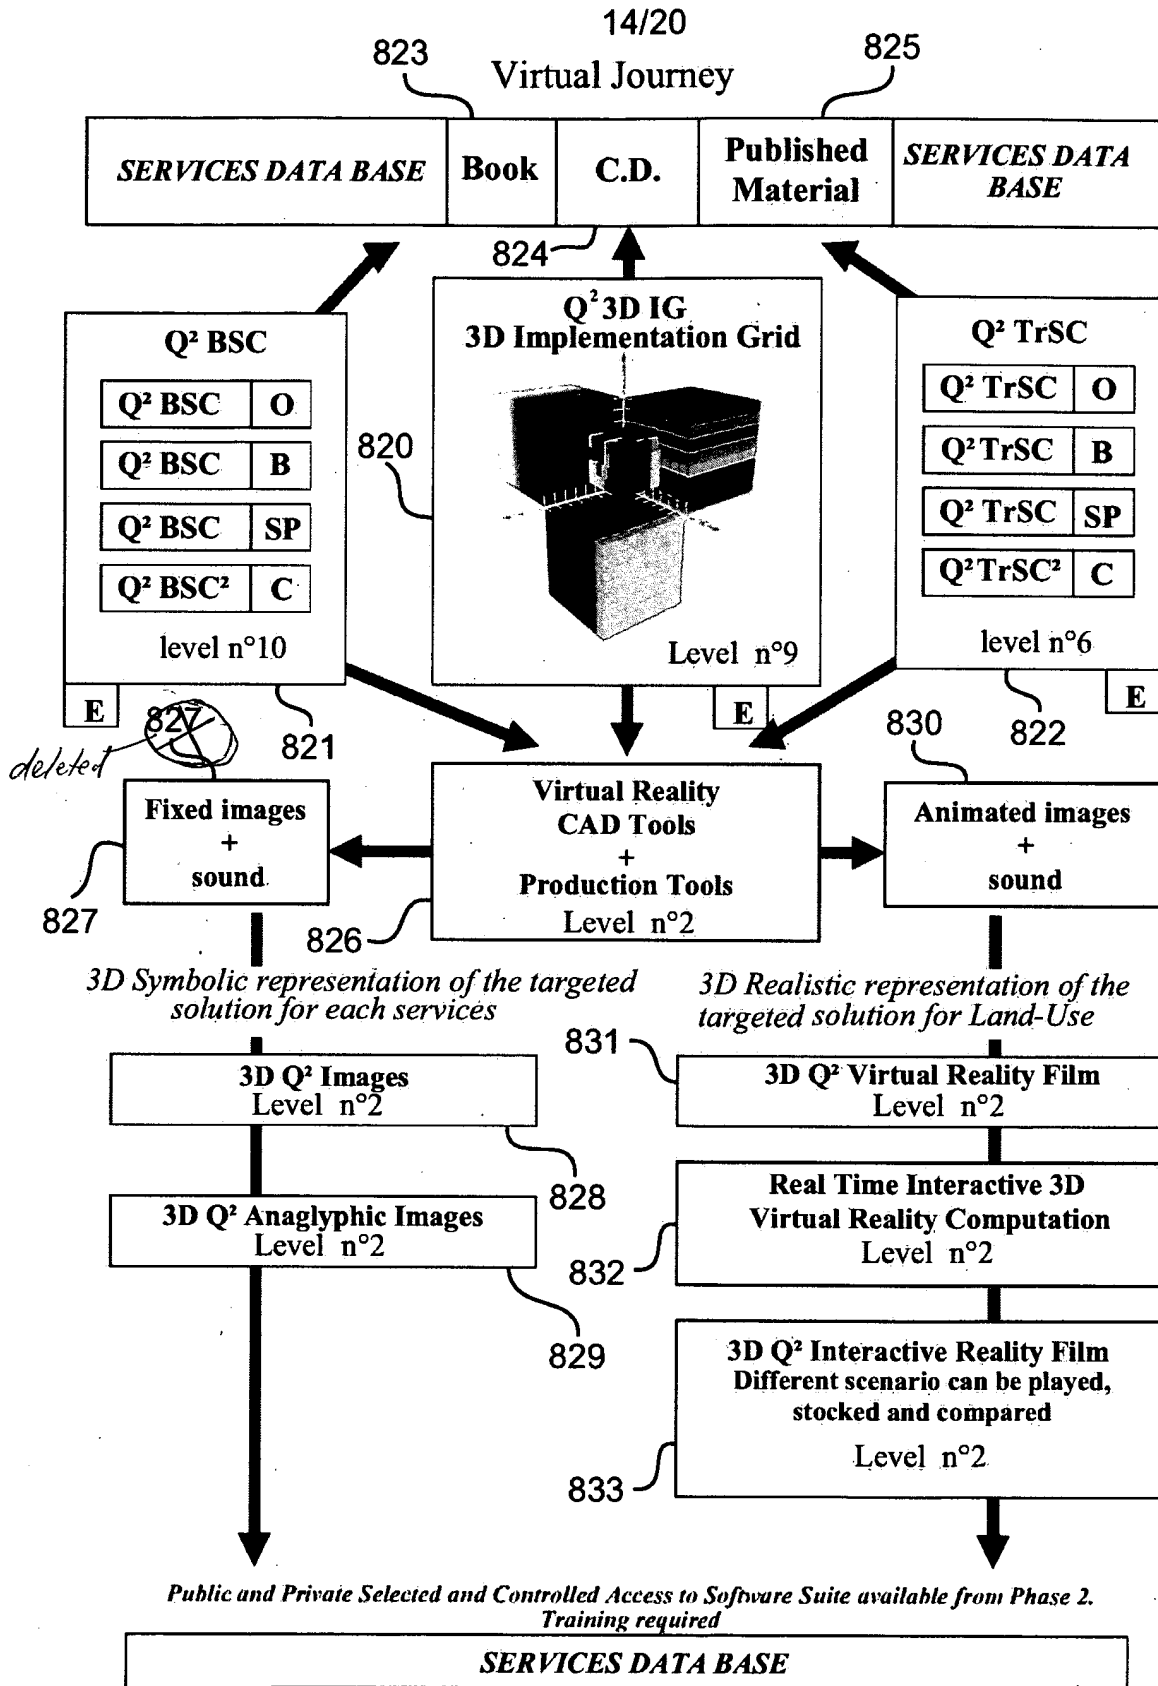 14/20
823
825
Virtual Journey
SERVICES DATA BASE
Book
C.D.
Published
Material
SERVICES DATA
BASE
824
Q² BSC
Q² BSC O
Q² BSC B
Q² BSC SP
Q² BSC² C
level n°10
E
821
820
Q² 3D IG
3D Implementation Grid
Level n°9
E
Q² TrSC
Q² TrSC O
Q² TrSC B
Q² TrSC SP
Q² TrSC² C
level n°6
E
822
827
deleted
830
Fixed images
+
sound
827
Virtual Reality
CAD Tools
+
Production Tools
Level n°2
826
Animated images
+
sound
3D Symbolic representation of the targeted
solution for each services
3D Realistic representation of the
targeted solution for Land-Use
831
3D Q² Images
Level n°2
828
3D Q² Anaglyphic Images
Level n°2
829
3D Q² Virtual Reality Film
Level n°2
Real Time Interactive 3D
Virtual Reality Computation
Level n°2
832
3D Q² Interactive Reality Film
Different scenario can be played,
stocked and compared
Level n°2
833
Public and Private Selected and Controlled Access to Software Suite available from Phase 2.
Training required
SERVICES DATA BASE